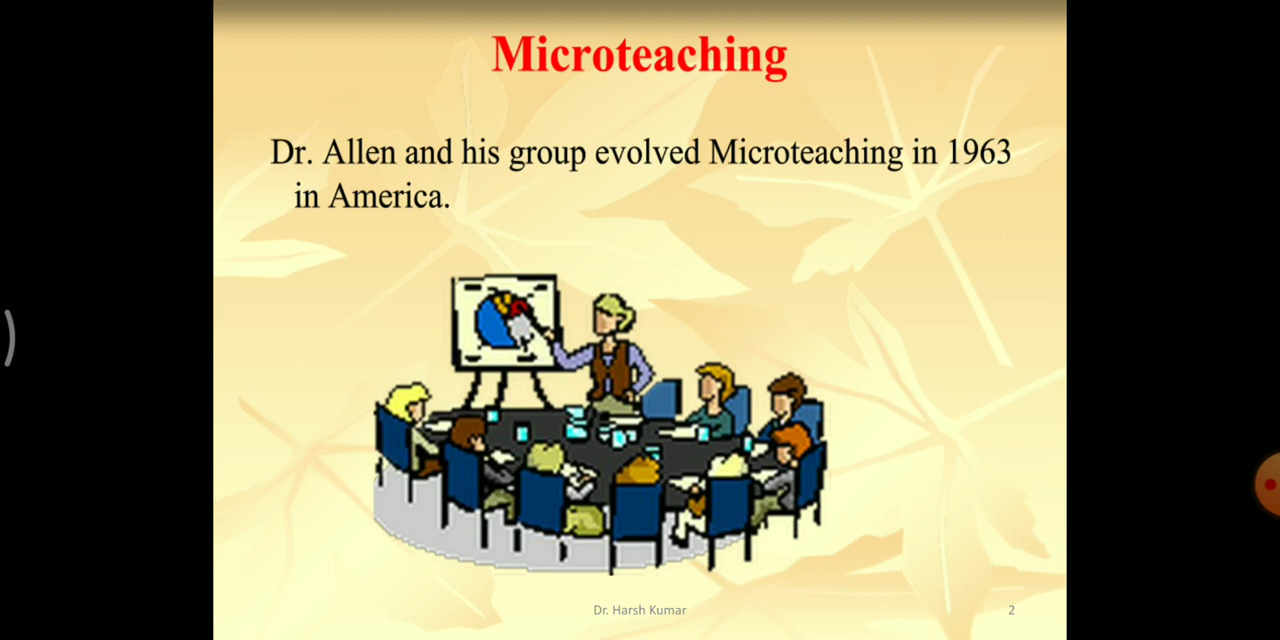 Microteaching
Dr. Allen and his group evolved Microteaching in 1963
in America.
Dr. Harsh Kumar
2